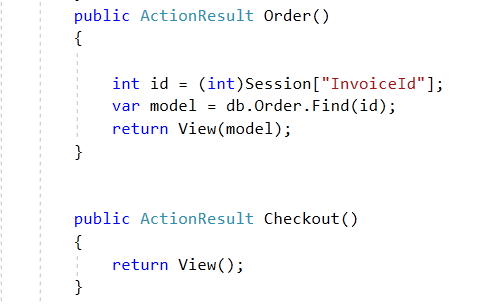 public ActionResult Order()
{
int id = (int)Session["InvoiceId"];
var model = db.Order.Find(id);
return View(model);
}
public ActionResult Checkout()
{
return View();
}